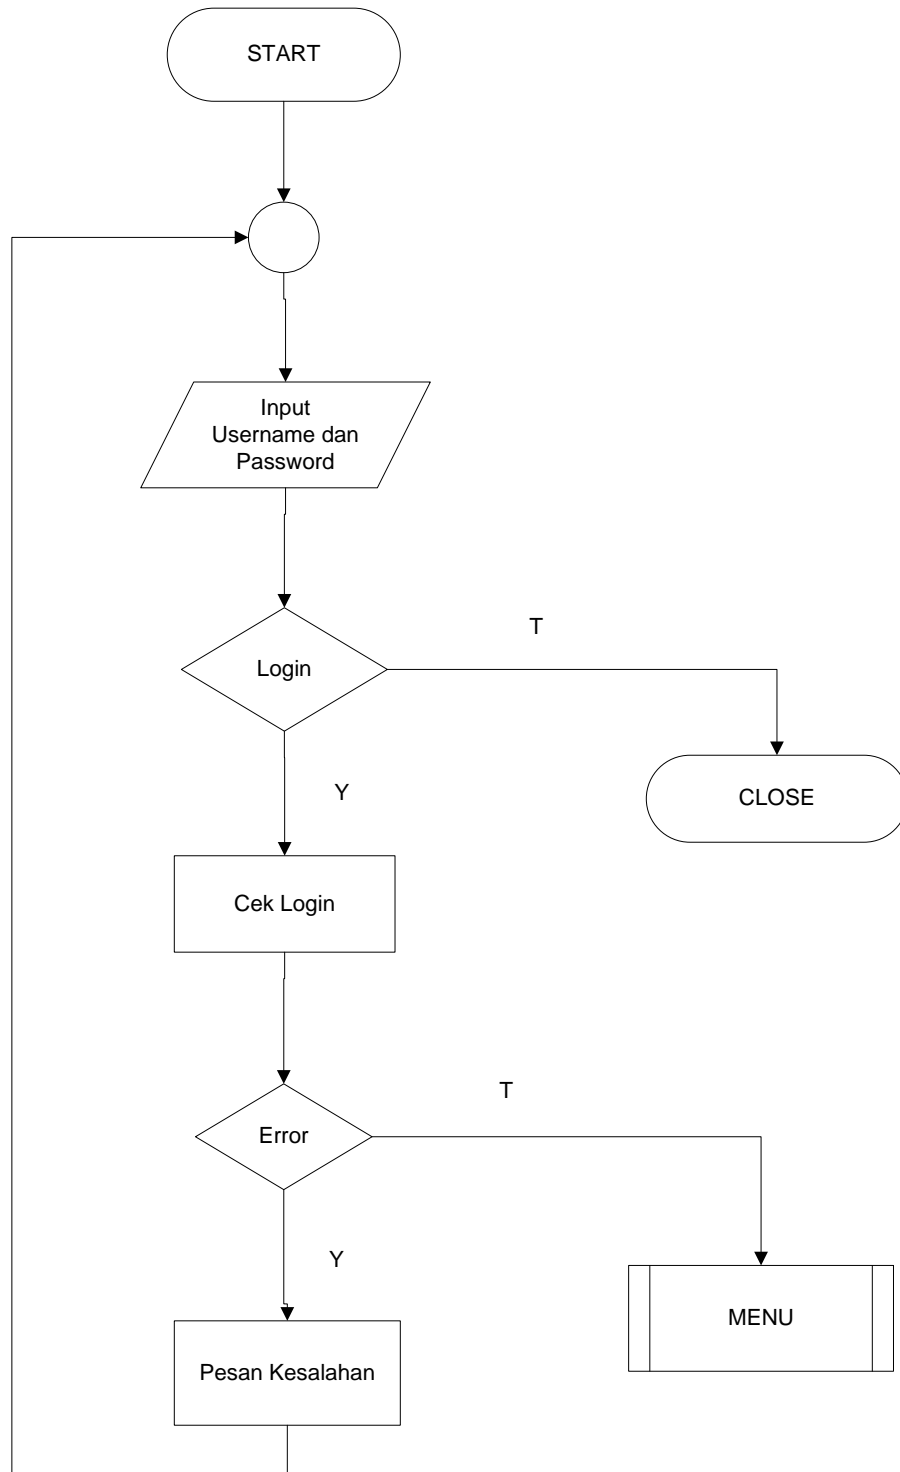 START
Input
Username dan
Password
T
Login
Y
CLOSE
Cek Login
T
Error
Y
MENU
Pesan Kesalahan